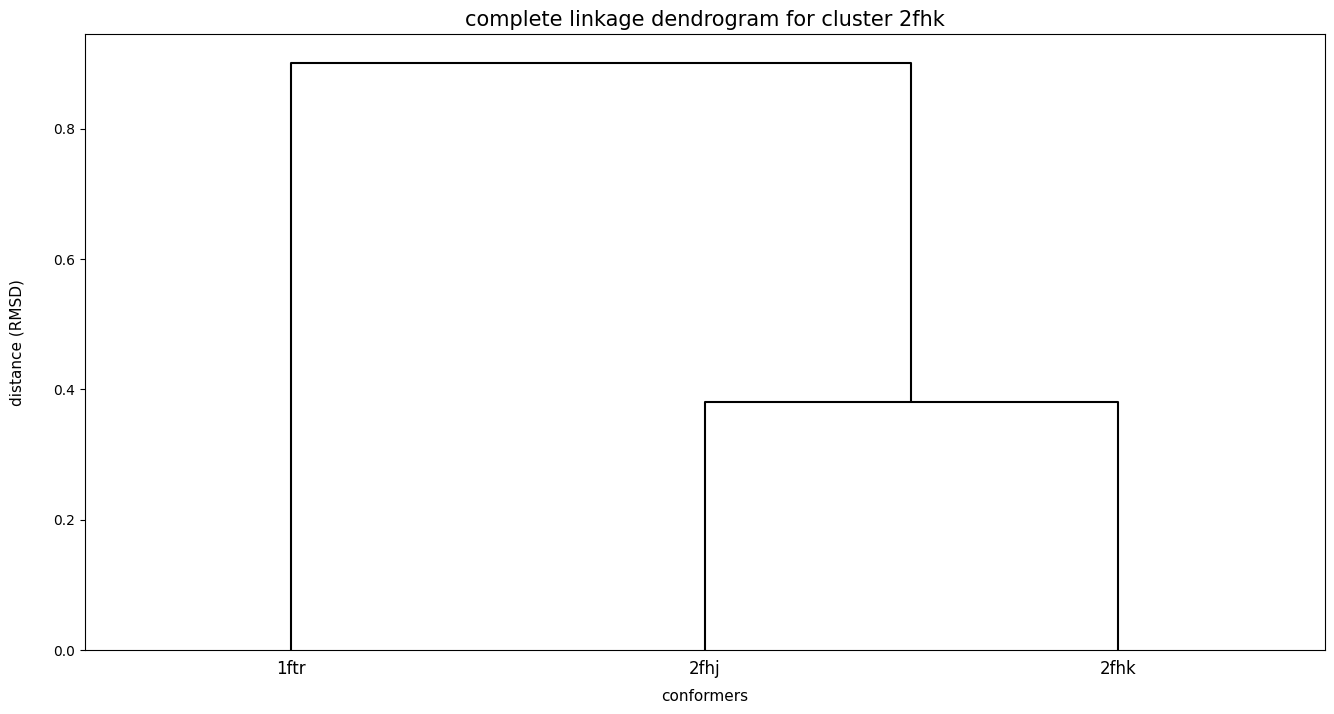 complete linkage dendrogram for cluster 2fhk
0.8
0.6
0.4
0.2
0.0
distance (RMSD)
1ftr
2fhj
2fhk
conformers